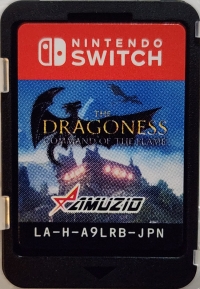 NINTENDO
SWITCH
THE
DRAGONESS
COMMAND OF THE FLAME
AMUZIO
LA-H-A9LRB-JPN